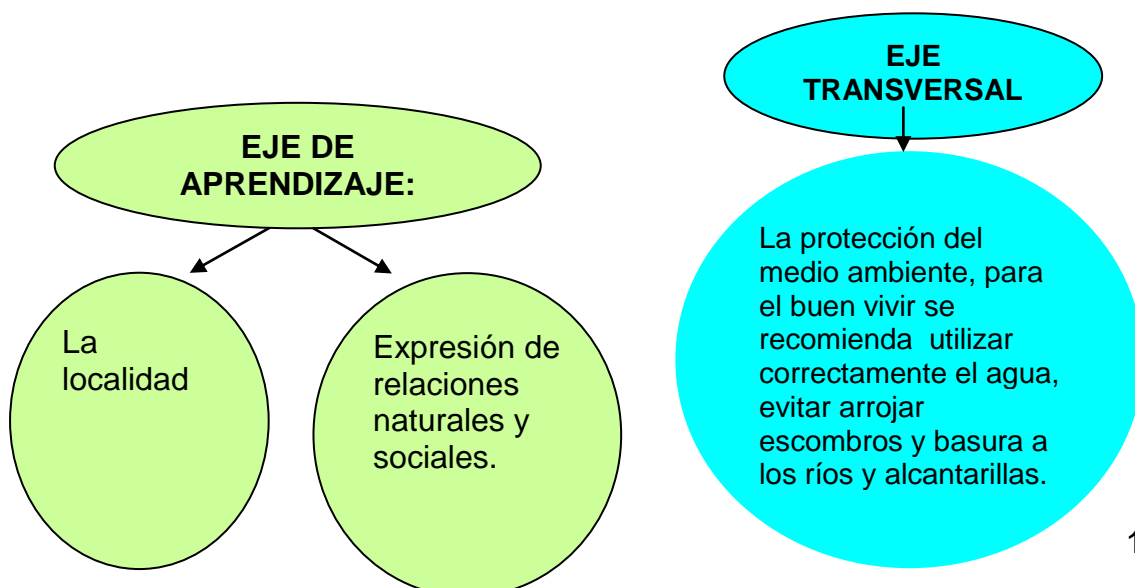 EJE DE
APRENDIZAJE:
La
localidad
Expresión de
relaciones
naturales y
sociales.
EJE
TRANSVERSAL
La protección del
medio ambiente, para
el buen vivir se
recomienda  utilizar
correctamente el agua,
evitar arrojar
escombros y basura a
los ríos y alcantarillas.
1